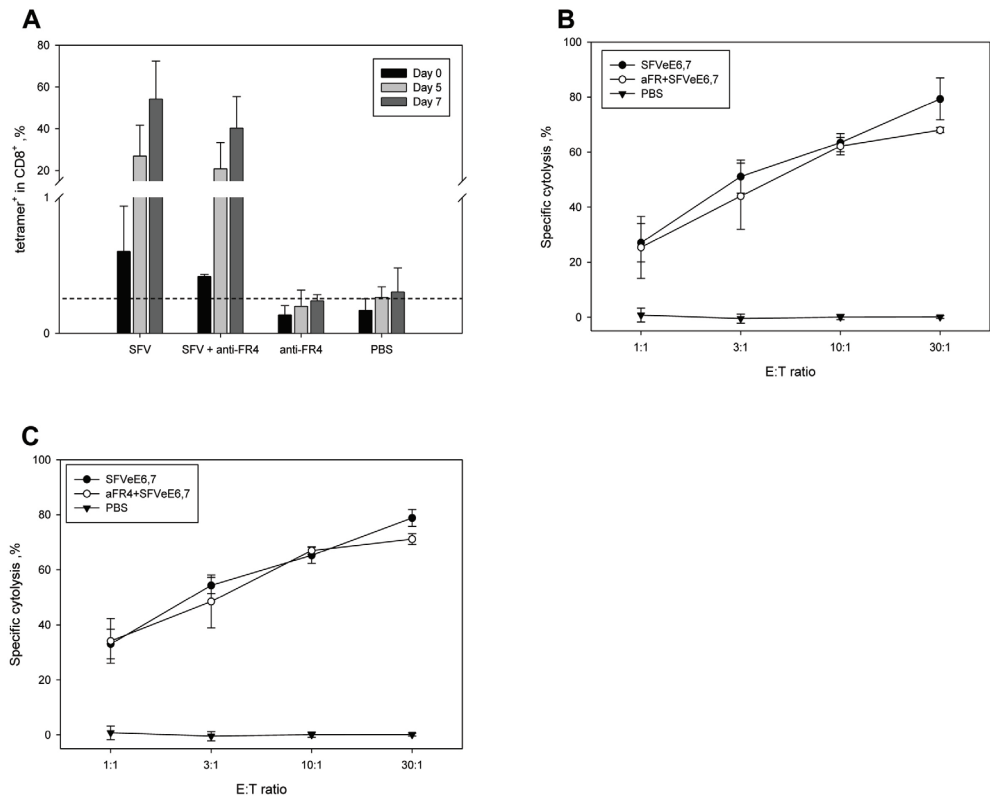 A
tetramer⁺ in CD8⁺ ,%
80
60
40
20
1
0
Day 0
Day 5
Day 7
SFV
SFV + anti-FR4
anti-FR4
PBS
B
Specific cytolysis ,%
100
80
60
40
20
0
SFVeE6,7
aFR+SFVeE6,7
PBS
1:1
3:1
10:1
30:1
E:T ratio
C
Specific cytolysis ,%
100
80
60
40
20
0
SFVeE6,7
aFR4+SFVeE6,7
PBS
1:1
3:1
10:1
30:1
E:T ratio